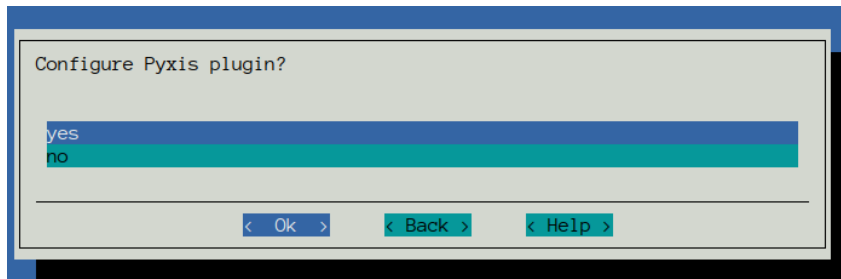 Configure Pyxis plugin?
yes
no
< Ok > < Back > < Help >